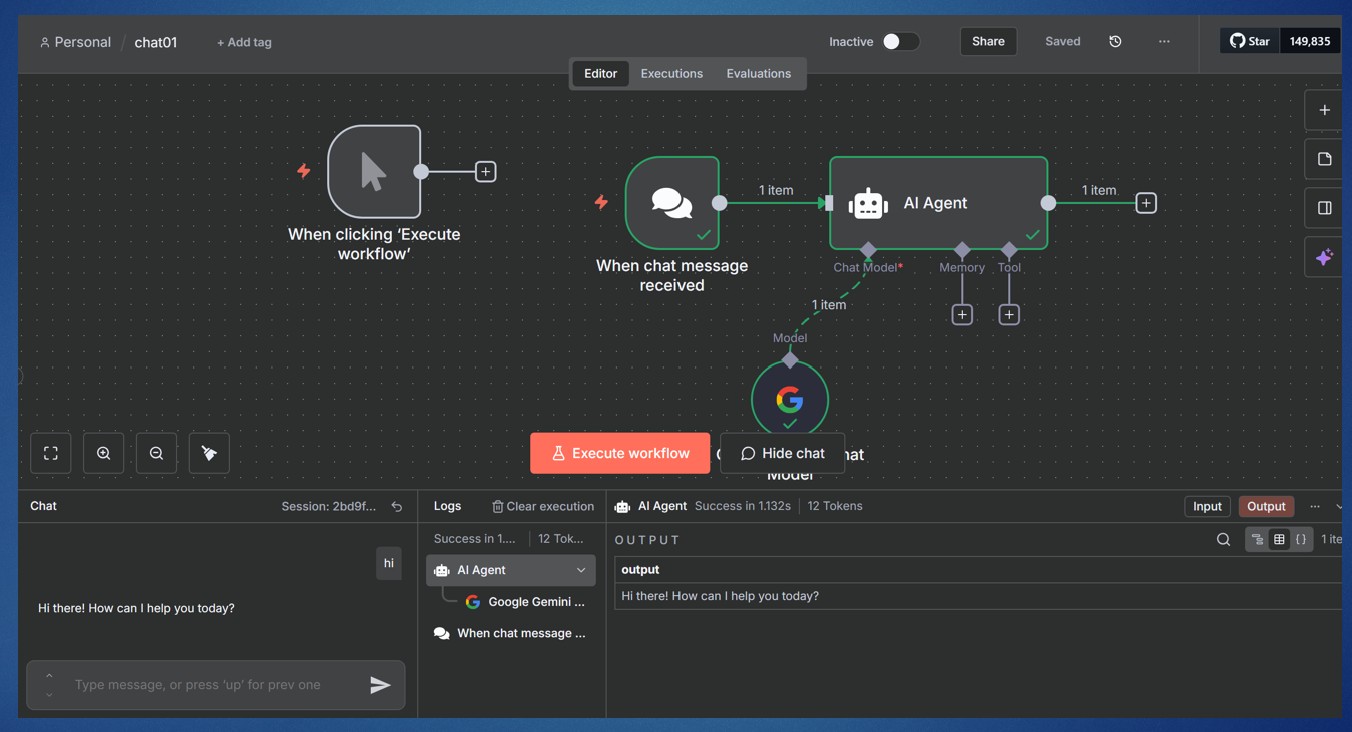 Personal / chat01 + Add tag
Inactive Share Saved ... Star 149,835
Editor Executions Evaluations
When clicking ‘Execute
workflow’
When chat message
received
1 item
AI Agent
1 item
Chat Model*
Memory
Tool
1 item
Model
Execute workflow
Hide chat
hat
Model
Chat Session: 2bd9f...
hi
Hi there! How can I help you today?
Type message, or press ‘up’ for prev one
Logs Clear execution
Success in 1.... 12 Tok...
AI Agent
Google Gemini ...
When chat message ...
AI Agent Success in 1.132s 12 Tokens Input Output ...
OUTPUT { } 1 ite
output
Hi there! How can I help you today?